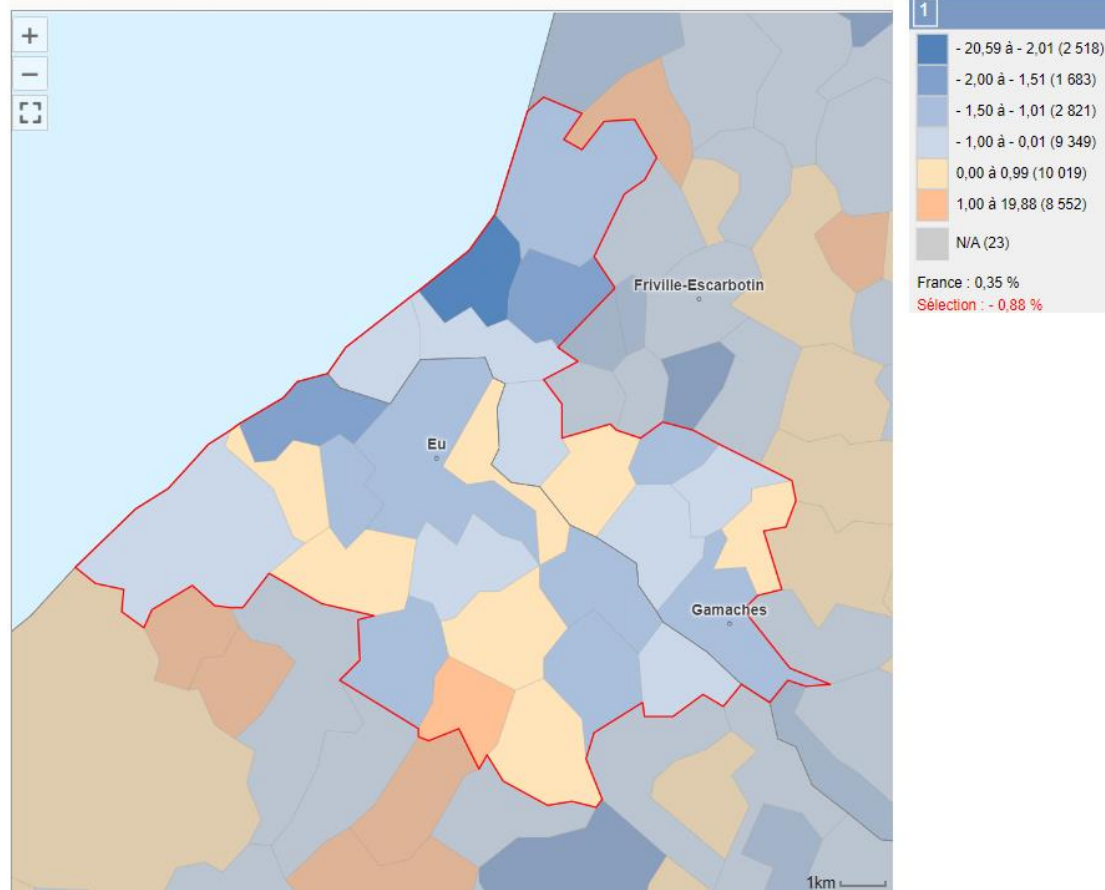 +
−
1
- 20,59 à - 2,01 (2 518)
- 2,00 à - 1,51 (1 683)
- 1,50 à - 1,01 (2 821)
- 1,00 à - 0,01 (9 349)
0,00 à 0,99 (10 019)
1,00 à 19,88 (8 552)
N/A (23)
France : 0,35 %
Sélection : - 0,88 %
Friville-Escarbotin
Eu
Gamaches
1km